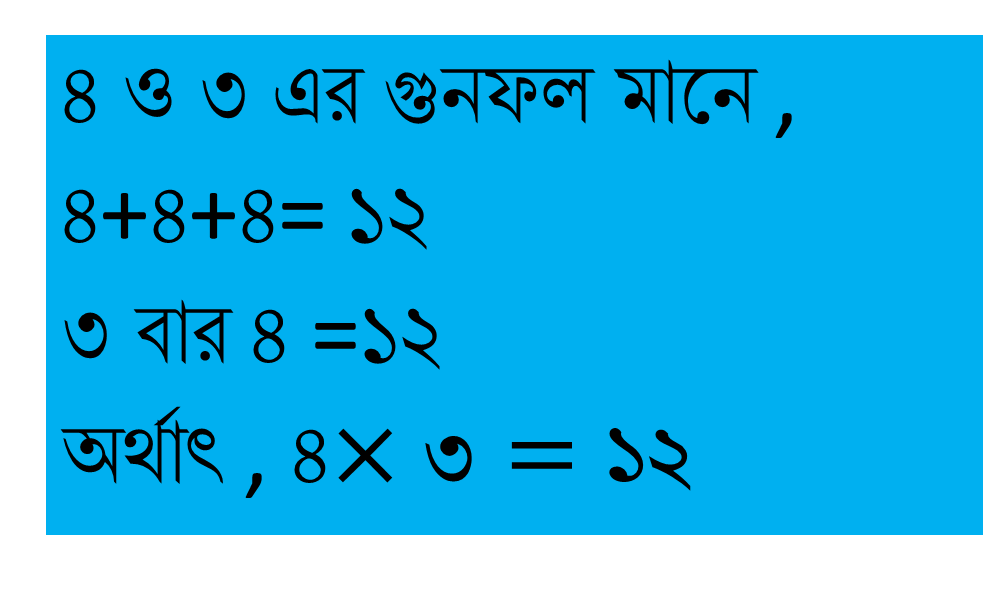 ৪ ও ৩ এর গুনফল মানে ,
৪+৪+৪= ১২
৩ বার ৪ =১২
অর্থাৎ , ৪× ৩ = ১২